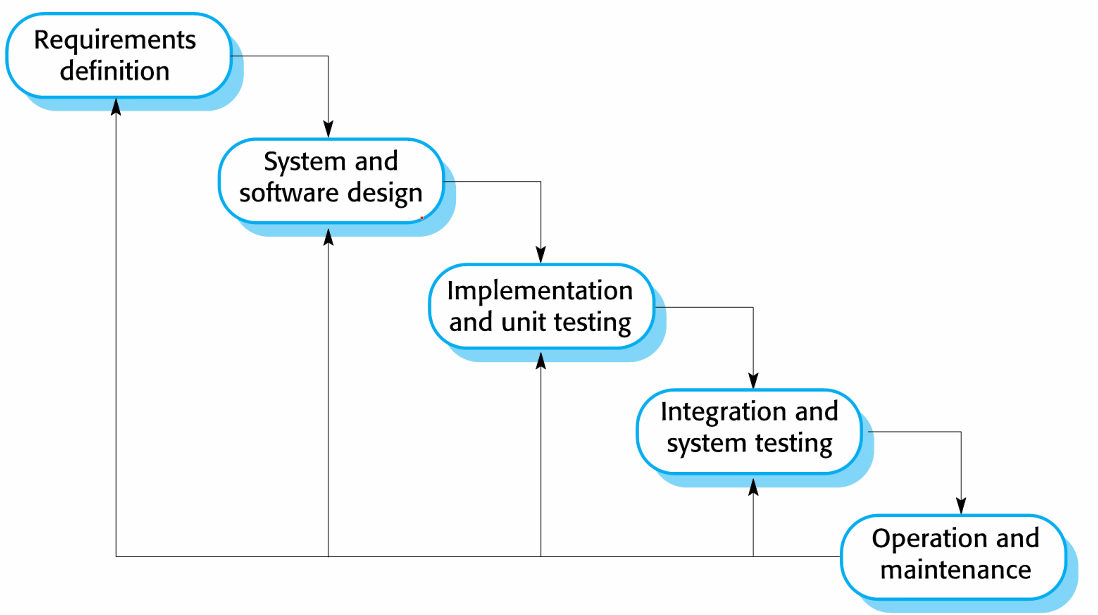 Requirements
definition
System and
software design
Implementation
and unit testing
Integration and
system testing
Operation and
maintenance